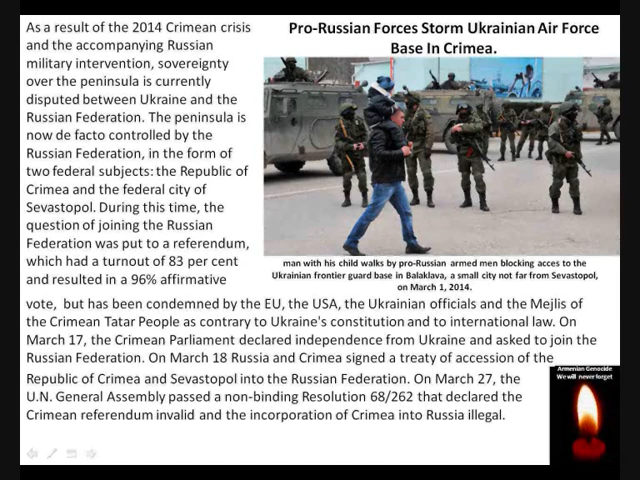 As a result of the 2014 Crimean crisis
and the accompanying Russian
military intervention, sovereignty
over the peninsula is currently
disputed between Ukraine and the
Russian Federation. The peninsula is
now de facto controlled by the
Russian Federation, in the form of
two federal subjects: the Republic of
Crimea and the federal city of
Sevastopol. During this time, the
question of joining the Russian
Federation was put to a referendum,
which had a turnout of 83 per cent
and resulted in a 96% affirmative
Pro-Russian Forces Storm Ukrainian Air Force
Base In Crimea.
man with his child walks by pro-Russian armed men blocking acces to the
Ukrainian frontier guard base in Balaklava, a small city not far from Sevastopol,
on March 1, 2014.
vote, but has been condemned by the EU, the USA, the Ukrainian officials and the Mejlis of
the Crimean Tatar People as contrary to Ukraine's constitution and to international law. On
March 17, the Crimean Parliament declared independence from Ukraine and asked to join the
Russian Federation. On March 18 Russia and Crimea signed a treaty of accession of the
Republic of Crimea and Sevastopol into the Russian Federation. On March 27, the
U.N. General Assembly passed a non-binding Resolution 68/262 that declared the
Crimean referendum invalid and the incorporation of Crimea into Russia illegal.
Armenian Genocide
We will never forget